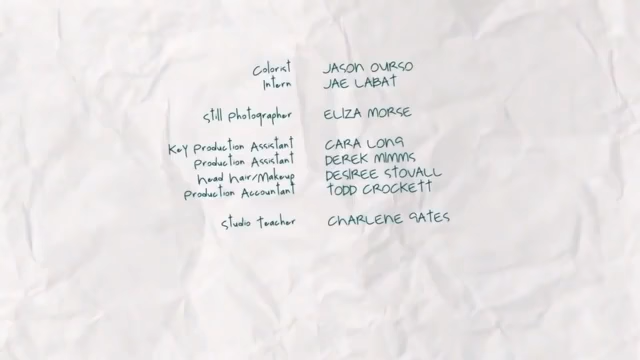 Colorist JASON OURSO
Intern JAE LABAT
Still Photographer ELIZA MORSE
Key Production Assistant CARA LONG
Production Assistant DEREK MIMMS
Head Hair/Makeup DESIREE STOVALL
Production Accountant TODD CROCKETT
Studio Teacher CHARLENE GATES